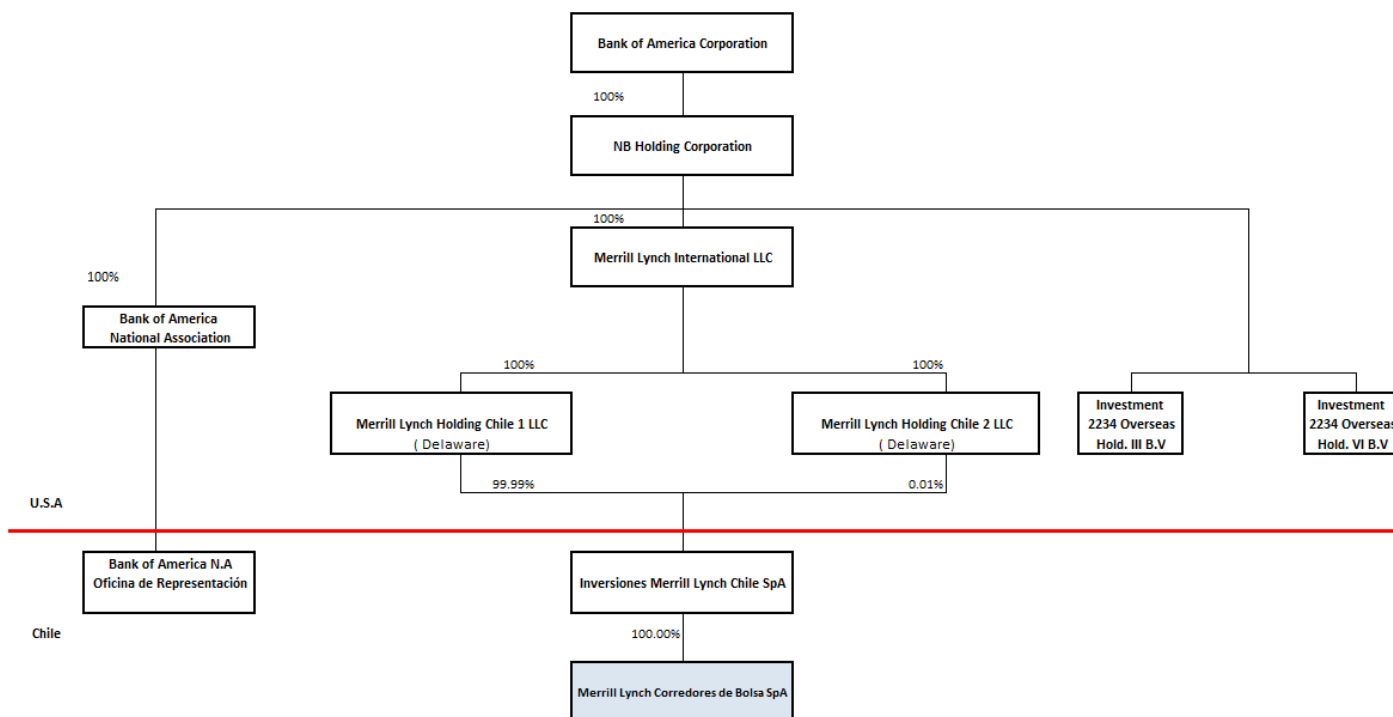 Bank of America Corporation
100%
NB Holding Corporation
100%
Merrill Lynch International LLC
100%
Bank of America
National Association
100%
100%
Merrill Lynch Holding Chile 1 LLC
( Delaware)
Merrill Lynch Holding Chile 2 LLC
( Delaware)
Investment
2234 Overseas
Hold. III B.V
Investment
2234 Overseas
Hold. VI B.V
99.99%
0.01%
U.S.A
Bank of America N.A
Oficina de Representación
Inversiones Merrill Lynch Chile SpA
Chile
100.00%
Merrill Lynch Corredores de Bolsa SpA